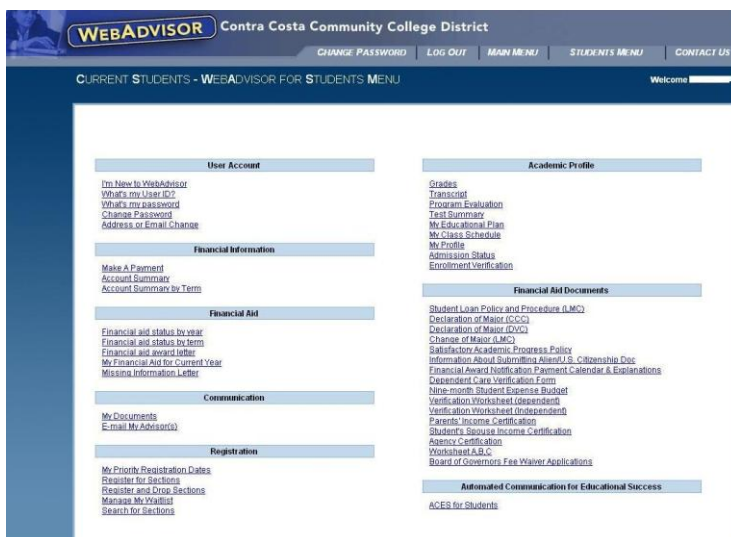 WEBADVISOR Contra Costa Community College District
CHANGE PASSWORD LOG OUT MAIN MENU STUDENTS MENU CONTACT US
CURRENT STUDENTS - WEBADVISOR FOR STUDENTS MENU
Welcome
User Account
I'm New to WebAdvisor
What's my User ID?
What's my password
Change Password
Address or Email Change
Financial Information
Make A Payment
Account Summary
Account Summary by Term
Financial Aid
Financial aid status by year
Financial aid status by term
Financial aid award letter
My Financial Aid for Current Year
Missing Information Letter
Communication
My Documents
E-mail My Advisor(s)
Registration
My Priority Registration Dates
Register for Sections
Register and Drop Sections
Manage My Waitlist
Search for Sections
Academic Profile
Grades
Transcript
Program Evaluation
Test Summary
My Educational Plan
My Class Schedule
My Profile
Admission Status
Enrollment Verification
Financial Aid Documents
Student Loan Policy and Procedure (LMC)
Declaration of Major (CCC)
Declaration of Major (DVC)
Change of Major (LMC)
Satisfactory Academic Progress Policy
Information About Submitting Alien/U.S. Citizenship Doc
Financial Award Notification Payment Calendar & Explanations
Dependent Care Verification Form
Nine-month Student Expense Budget
Verification Worksheet (dependent)
Verification Worksheet (Independent)
Parents' Income Certification
Student's Spouse Income Certification
Agency Certification
Worksheet A,B,C
Board of Governors Fee Waiver Applications
Automated Communication for Educational Success
ACES for Students